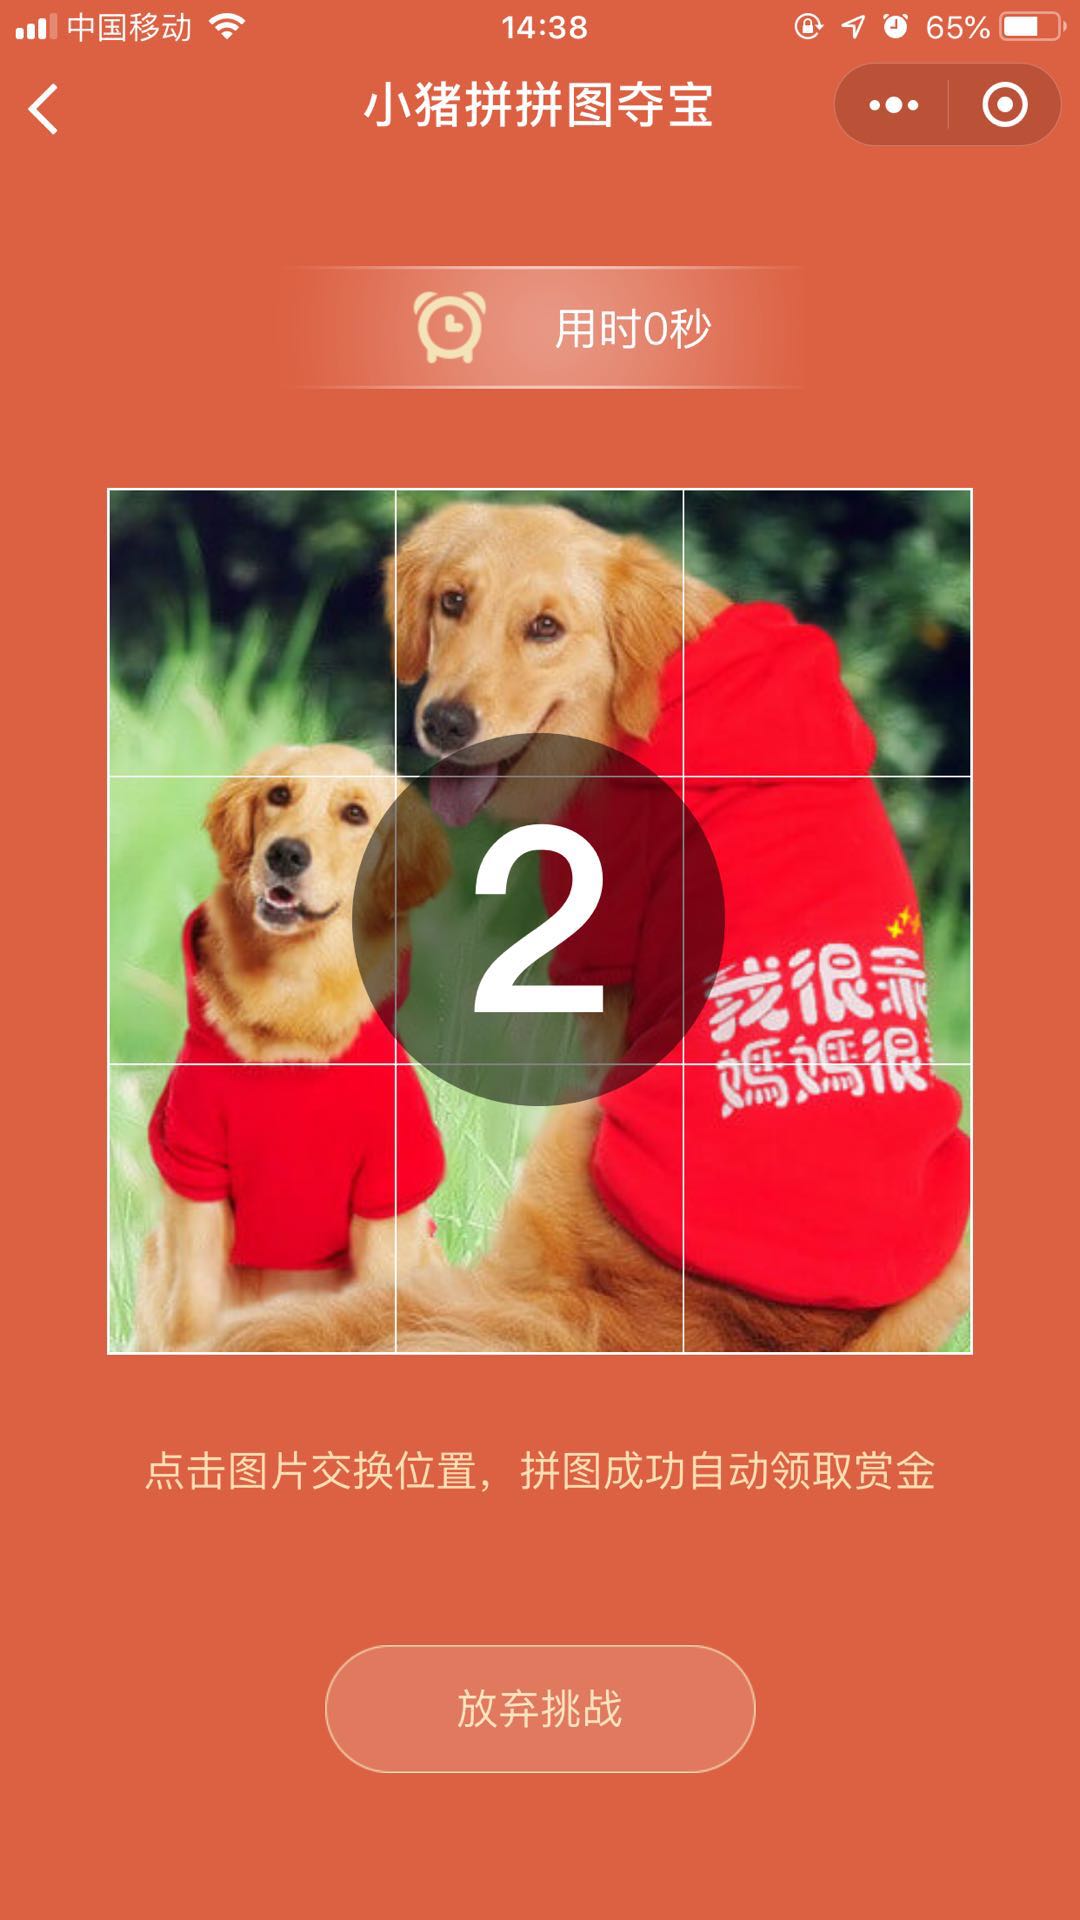 中国移动
14:38
65%
小猪拼拼图夺宝
用时0秒
2
我很乖
媽媽很
点击图片交换位置，拼图成功自动领取赏金
放弃挑战